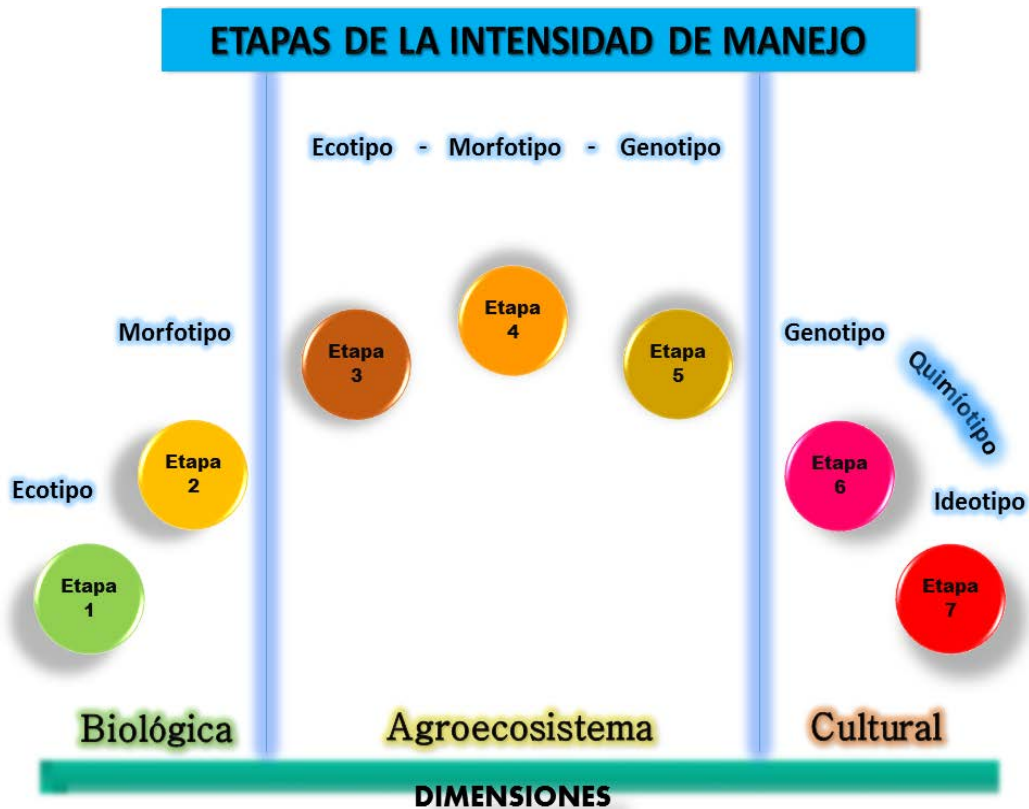 ETAPAS DE LA INTENSIDAD DE MANEJO
Ecotipo - Morfotipo - Genotipo
Morfotipo
Ecotipo
Etapa
1
Etapa
2
Etapa
3
Etapa
4
Etapa
5
Genotipo
Quimíotipo
Ideotipo
Etapa
6
Etapa
7
Biológica
Agroecosistema
Cultural
DIMENSIONES